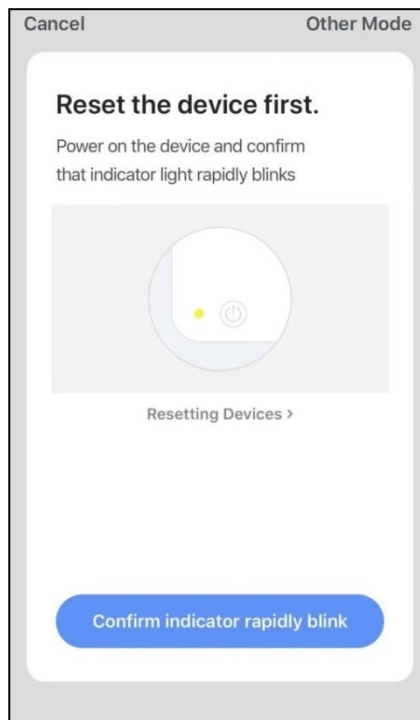 Cancel
Other Mode
Reset the device first.
Power on the device and confirm
that indicator light rapidly blinks
Resetting Devices >
Confirm indicator rapidly blink